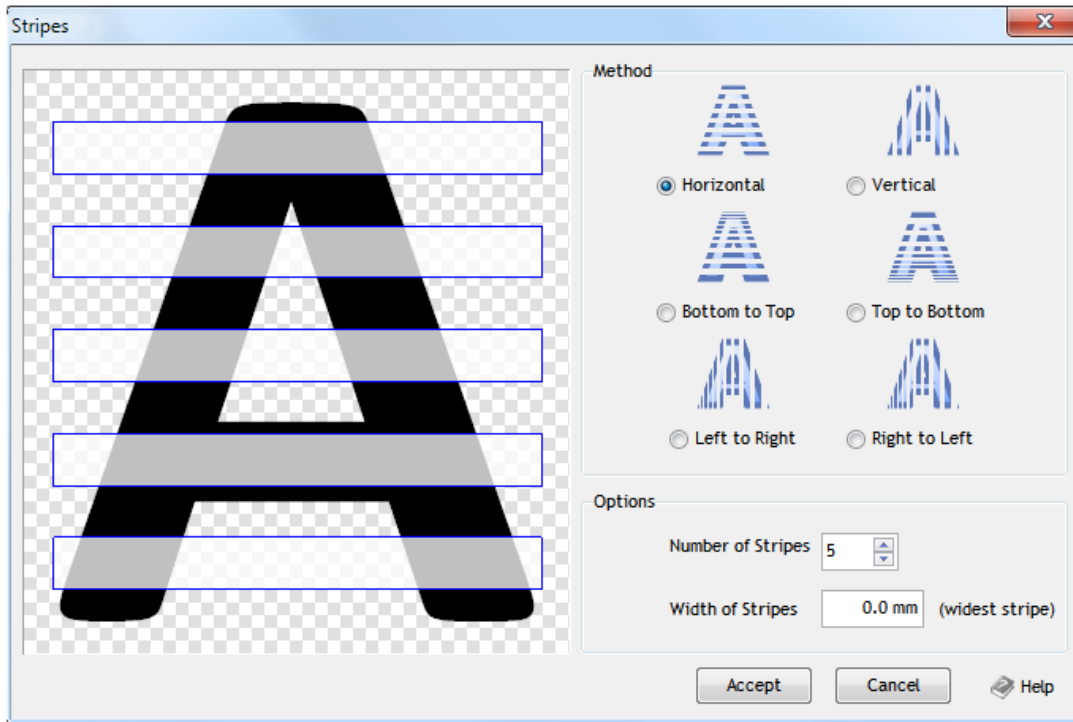 Stripes
A
Method
Horizontal
Vertical
Bottom to Top
Top to Bottom
Left to Right
Right to Left
Options
Number of Stripes 5
Width of Stripes 0.0 mm (widest stripe)
Accept Cancel Help